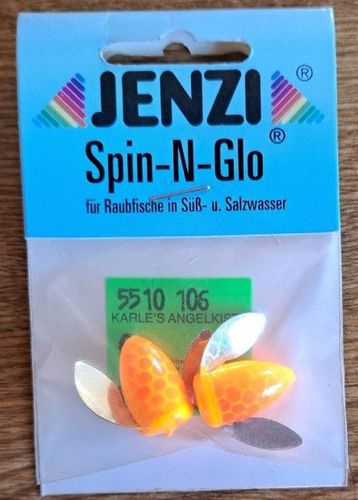 JENZI ®
®
Spin-N-Glo
für Raubfische in Süß- u. Salzwasser
5510 106
KARLE'S ANGELKIST